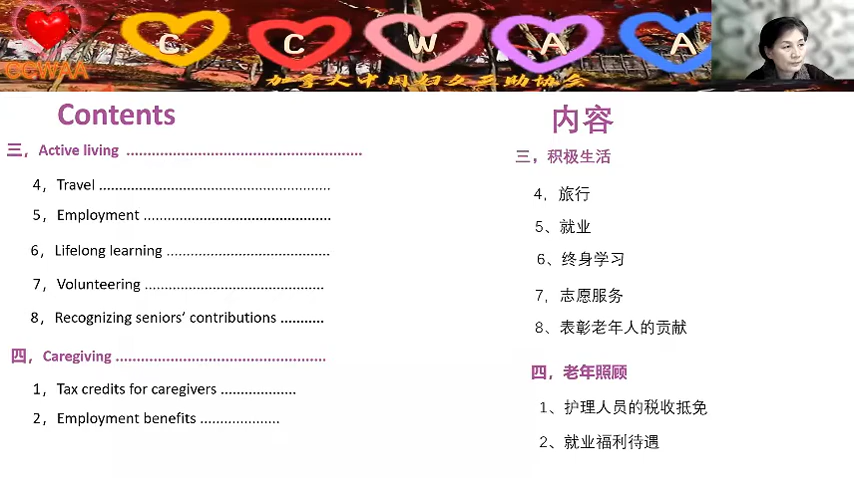 C C W A A
CCWAA
加拿大中国妇女互助协会
Contents
三，Active living ............................................................
4，Travel ..........................................................
5，Employment ...............................................
6，Lifelong learning .........................................
7，Volunteering .............................................
8，Recognizing seniors’ contributions ...........
四，Caregiving .....................................................
1，Tax credits for caregivers ...................
2，Employment benefits ....................
内容
三，积极生活
4，旅行
5、就业
6、终身学习
7，志愿服务
8、表彰老年人的贡献
四，老年照顾
1、护理人员的税收抵免
2、就业福利待遇